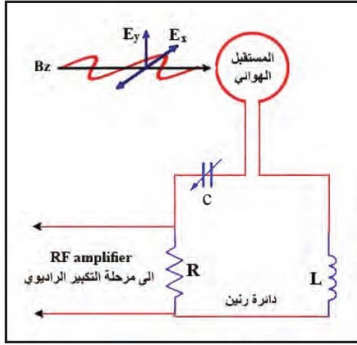 Ey
Ex
Bz
المستقبل
الهوائي
C
RF amplifier
الى مرحلة التكبير الراديوي
R
L
دائرة رنين